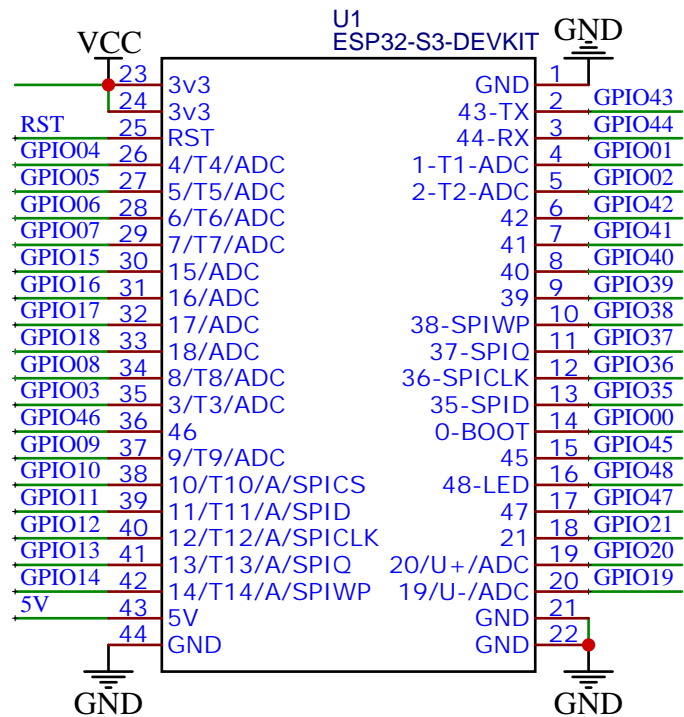 U1
ESP32-S3-DEVKIT
VCC
GND
23 3v3 GND 1
24 3v3 43-TX 2 GPIO43
RST 25 RST 44-RX 3 GPIO44
GPIO04 26 4/T4/ADC 1-T1-ADC 4 GPIO01
GPIO05 27 5/T5/ADC 2-T2-ADC 5 GPIO02
GPIO06 28 6/T6/ADC 42 6 GPIO42
GPIO07 29 7/T7/ADC 41 7 GPIO41
GPIO15 30 15/ADC 40 8 GPIO40
GPIO16 31 16/ADC 39 9 GPIO39
GPIO17 32 17/ADC 38-SPIWP 10 GPIO38
GPIO18 33 18/ADC 37-SPIQ 11 GPIO37
GPIO08 34 8/T8/ADC 36-SPICLK 12 GPIO36
GPIO03 35 3/T3/ADC 35-SPID 13 GPIO35
GPIO46 36 46 0-BOOT 14 GPIO00
GPIO09 37 9/T9/ADC 45 15 GPIO45
GPIO10 38 10/T10/A/SPICS 48-LED 16 GPIO48
GPIO11 39 11/T11/A/SPID 47 17 GPIO47
GPIO12 40 12/T12/A/SPICLK 21 18 GPIO21
GPIO13 41 13/T13/A/SPIQ 20/U+/ADC 19 GPIO20
GPIO14 42 14/T14/A/SPIWP 19/U-/ADC 20 GPIO19
5V 43 5V GND 21
44 GND GND 22
GND
GND